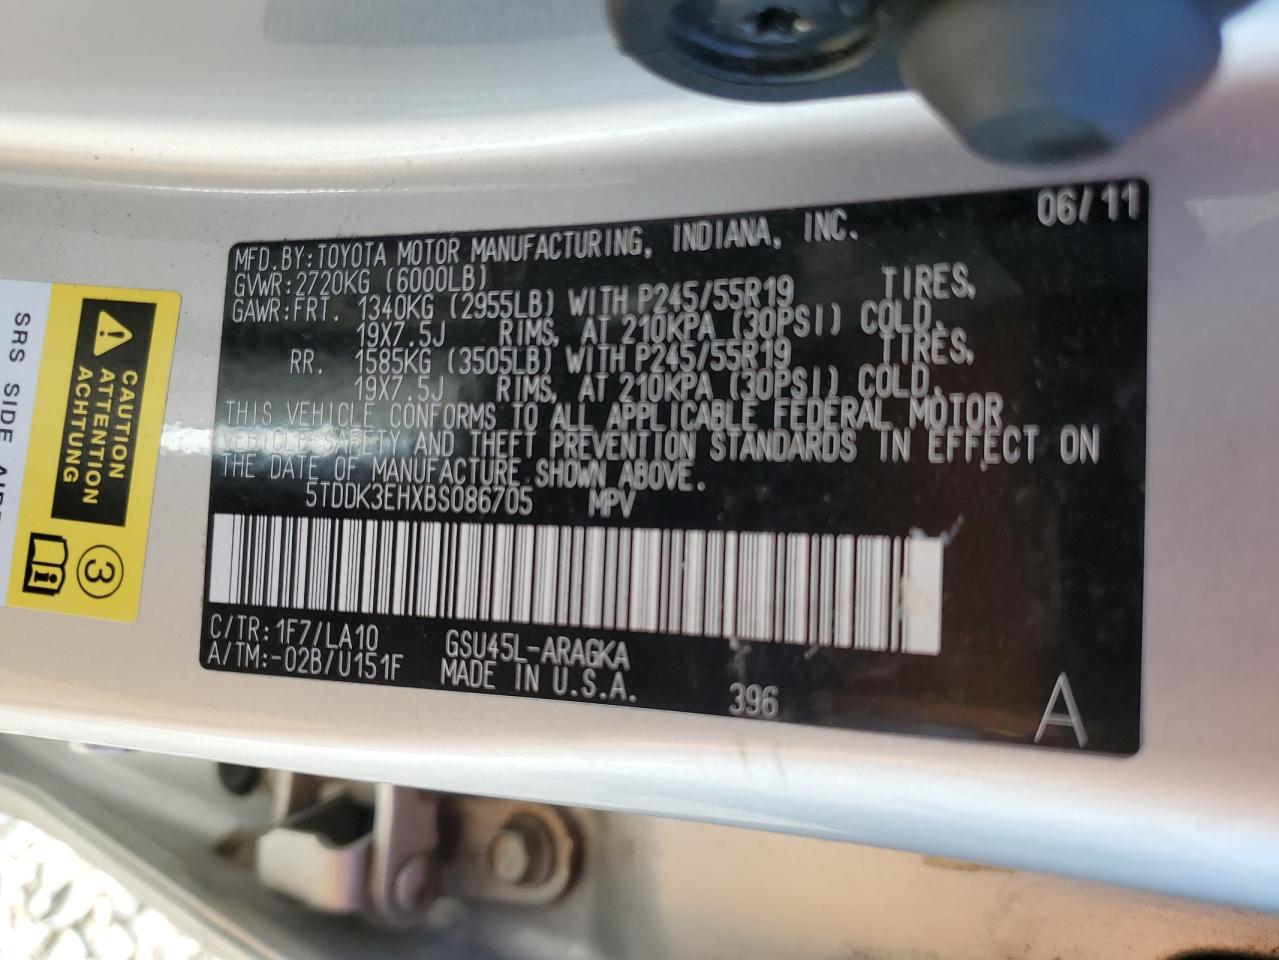 06/11
MFD.BY:TOYOTA MOTOR MANUFACTURING, INDIANA, INC.
GVWR:2720KG (6000LB)
GAWR:FRT. 1340KG (2955LB) WITH P245/55R19 TIRES,
19X7.5J RIMS, AT 210KPA (30PSI) COLD.
RR. 1585KG (3505LB) WITH P245/55R19 TIRES,
19X7.5J RIMS, AT 210KPA (30PSI) COLD.
THIS VEHICLE CONFORMS TO ALL APPLICABLE FEDERAL MOTOR
VEHICLE SAFETY AND THEFT PREVENTION STANDARDS IN EFFECT ON
THE DATE OF MANUFACTURE SHOWN ABOVE.
5TDDK3EHXBS086705 MPV
C/TR:1F7/LA10 GSU45L-ARAGKA
A/TM:-02B/U151F MADE IN U.S.A.
396
A
CAUTION
ATTENTION
ACHTUNG
3
SRS SIDE